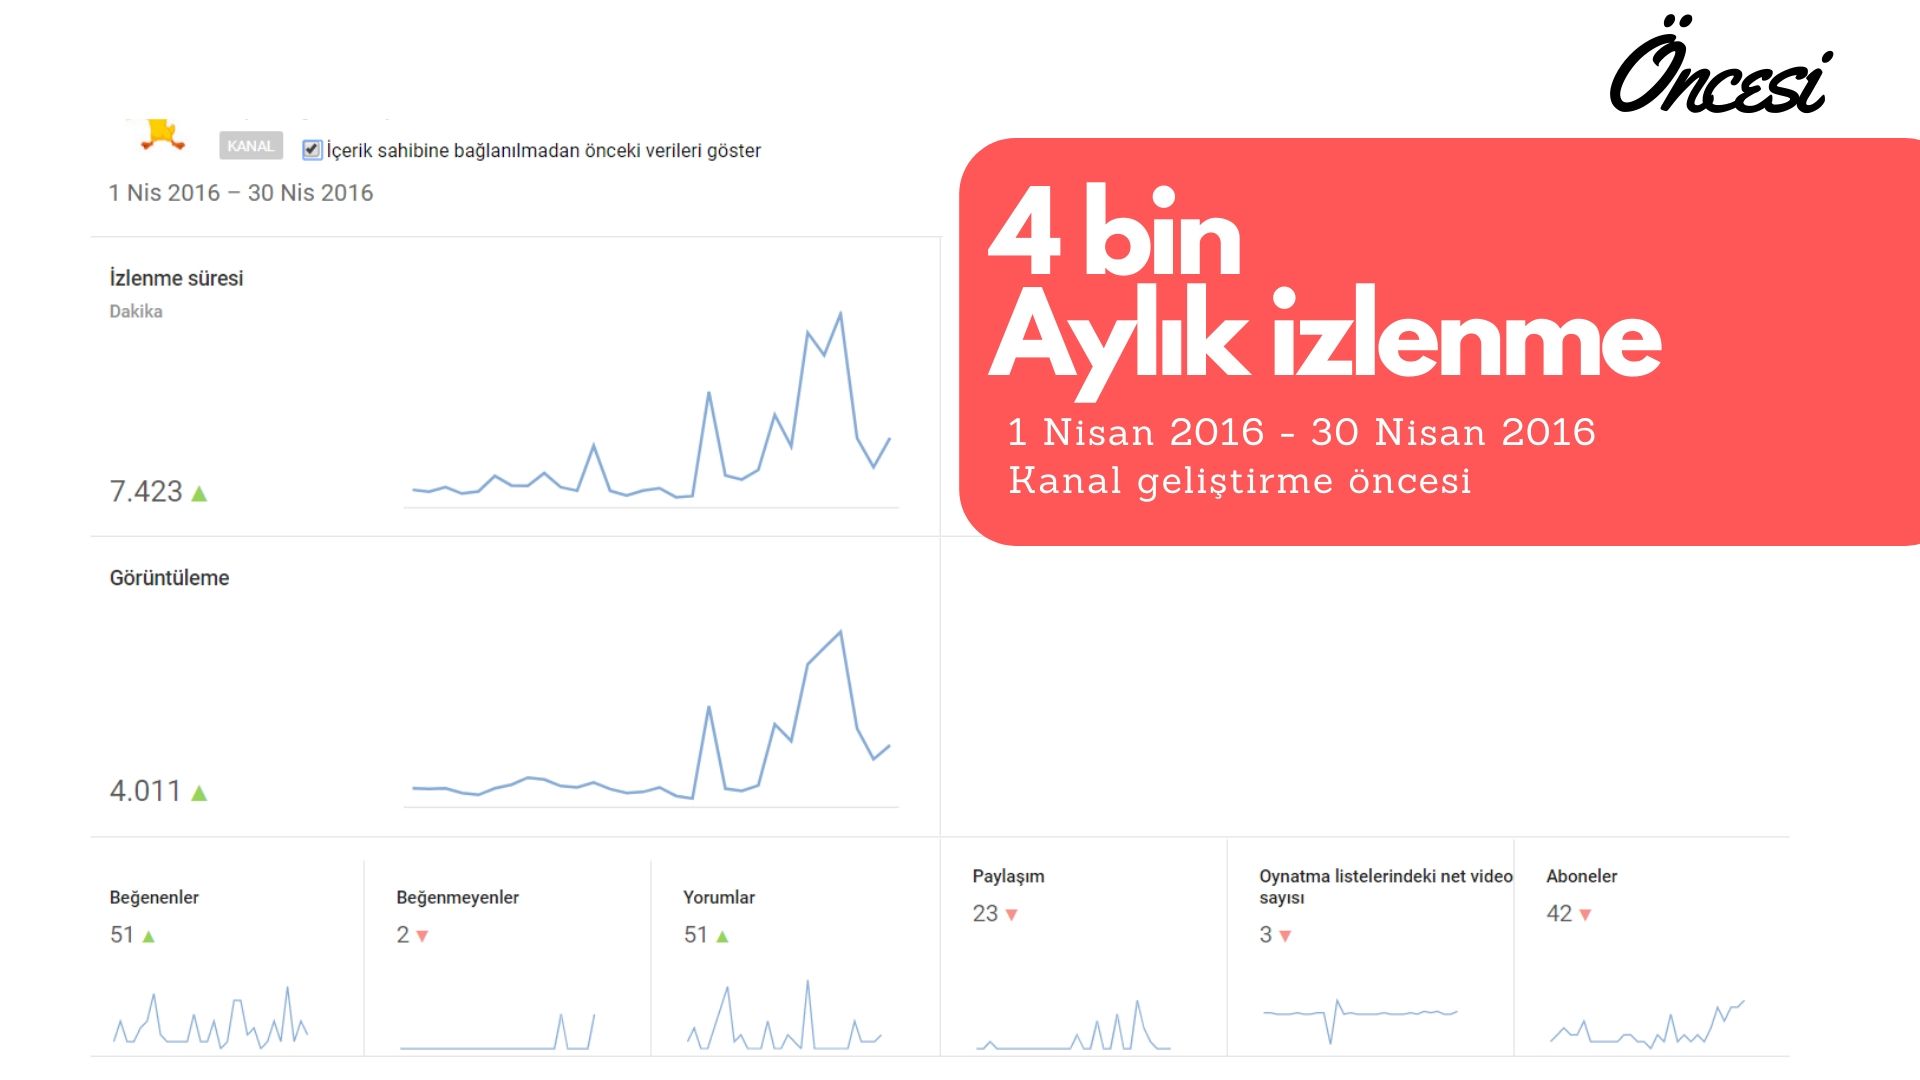 Öncesi
KANAL
İçerik sahibine bağlanılmadan önceki verileri göster
1 Nis 2016 – 30 Nis 2016
4 bin
Aylık izlenme
1 Nisan 2016 - 30 Nisan 2016
Kanal geliştirme öncesi
İzlenme süresi
Dakika
7.423
Görüntüleme
4.011
Beğenenler
51
Beğenmeyenler
2
Yorumlar
51
Paylaşım
23
Oynatma listelerindeki net video
sayısı
3
Aboneler
42